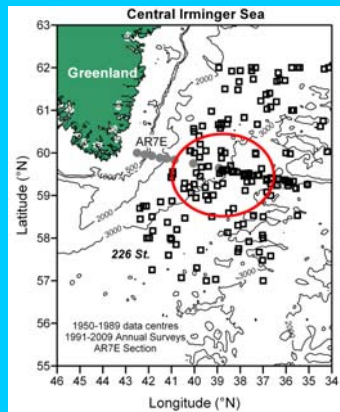 Central Irminger Sea
63
62
61
60
59
58
57
56
55
Latitude (°N)
Greenland
AR7E
226 St.
1950-1989 data centres
1991-2009 Annual Surveys
AR7E Section
2000
3000
2000
3000
46 45 44 43 42 41 40 39 38 37 36 35 34
Longitude (°N)